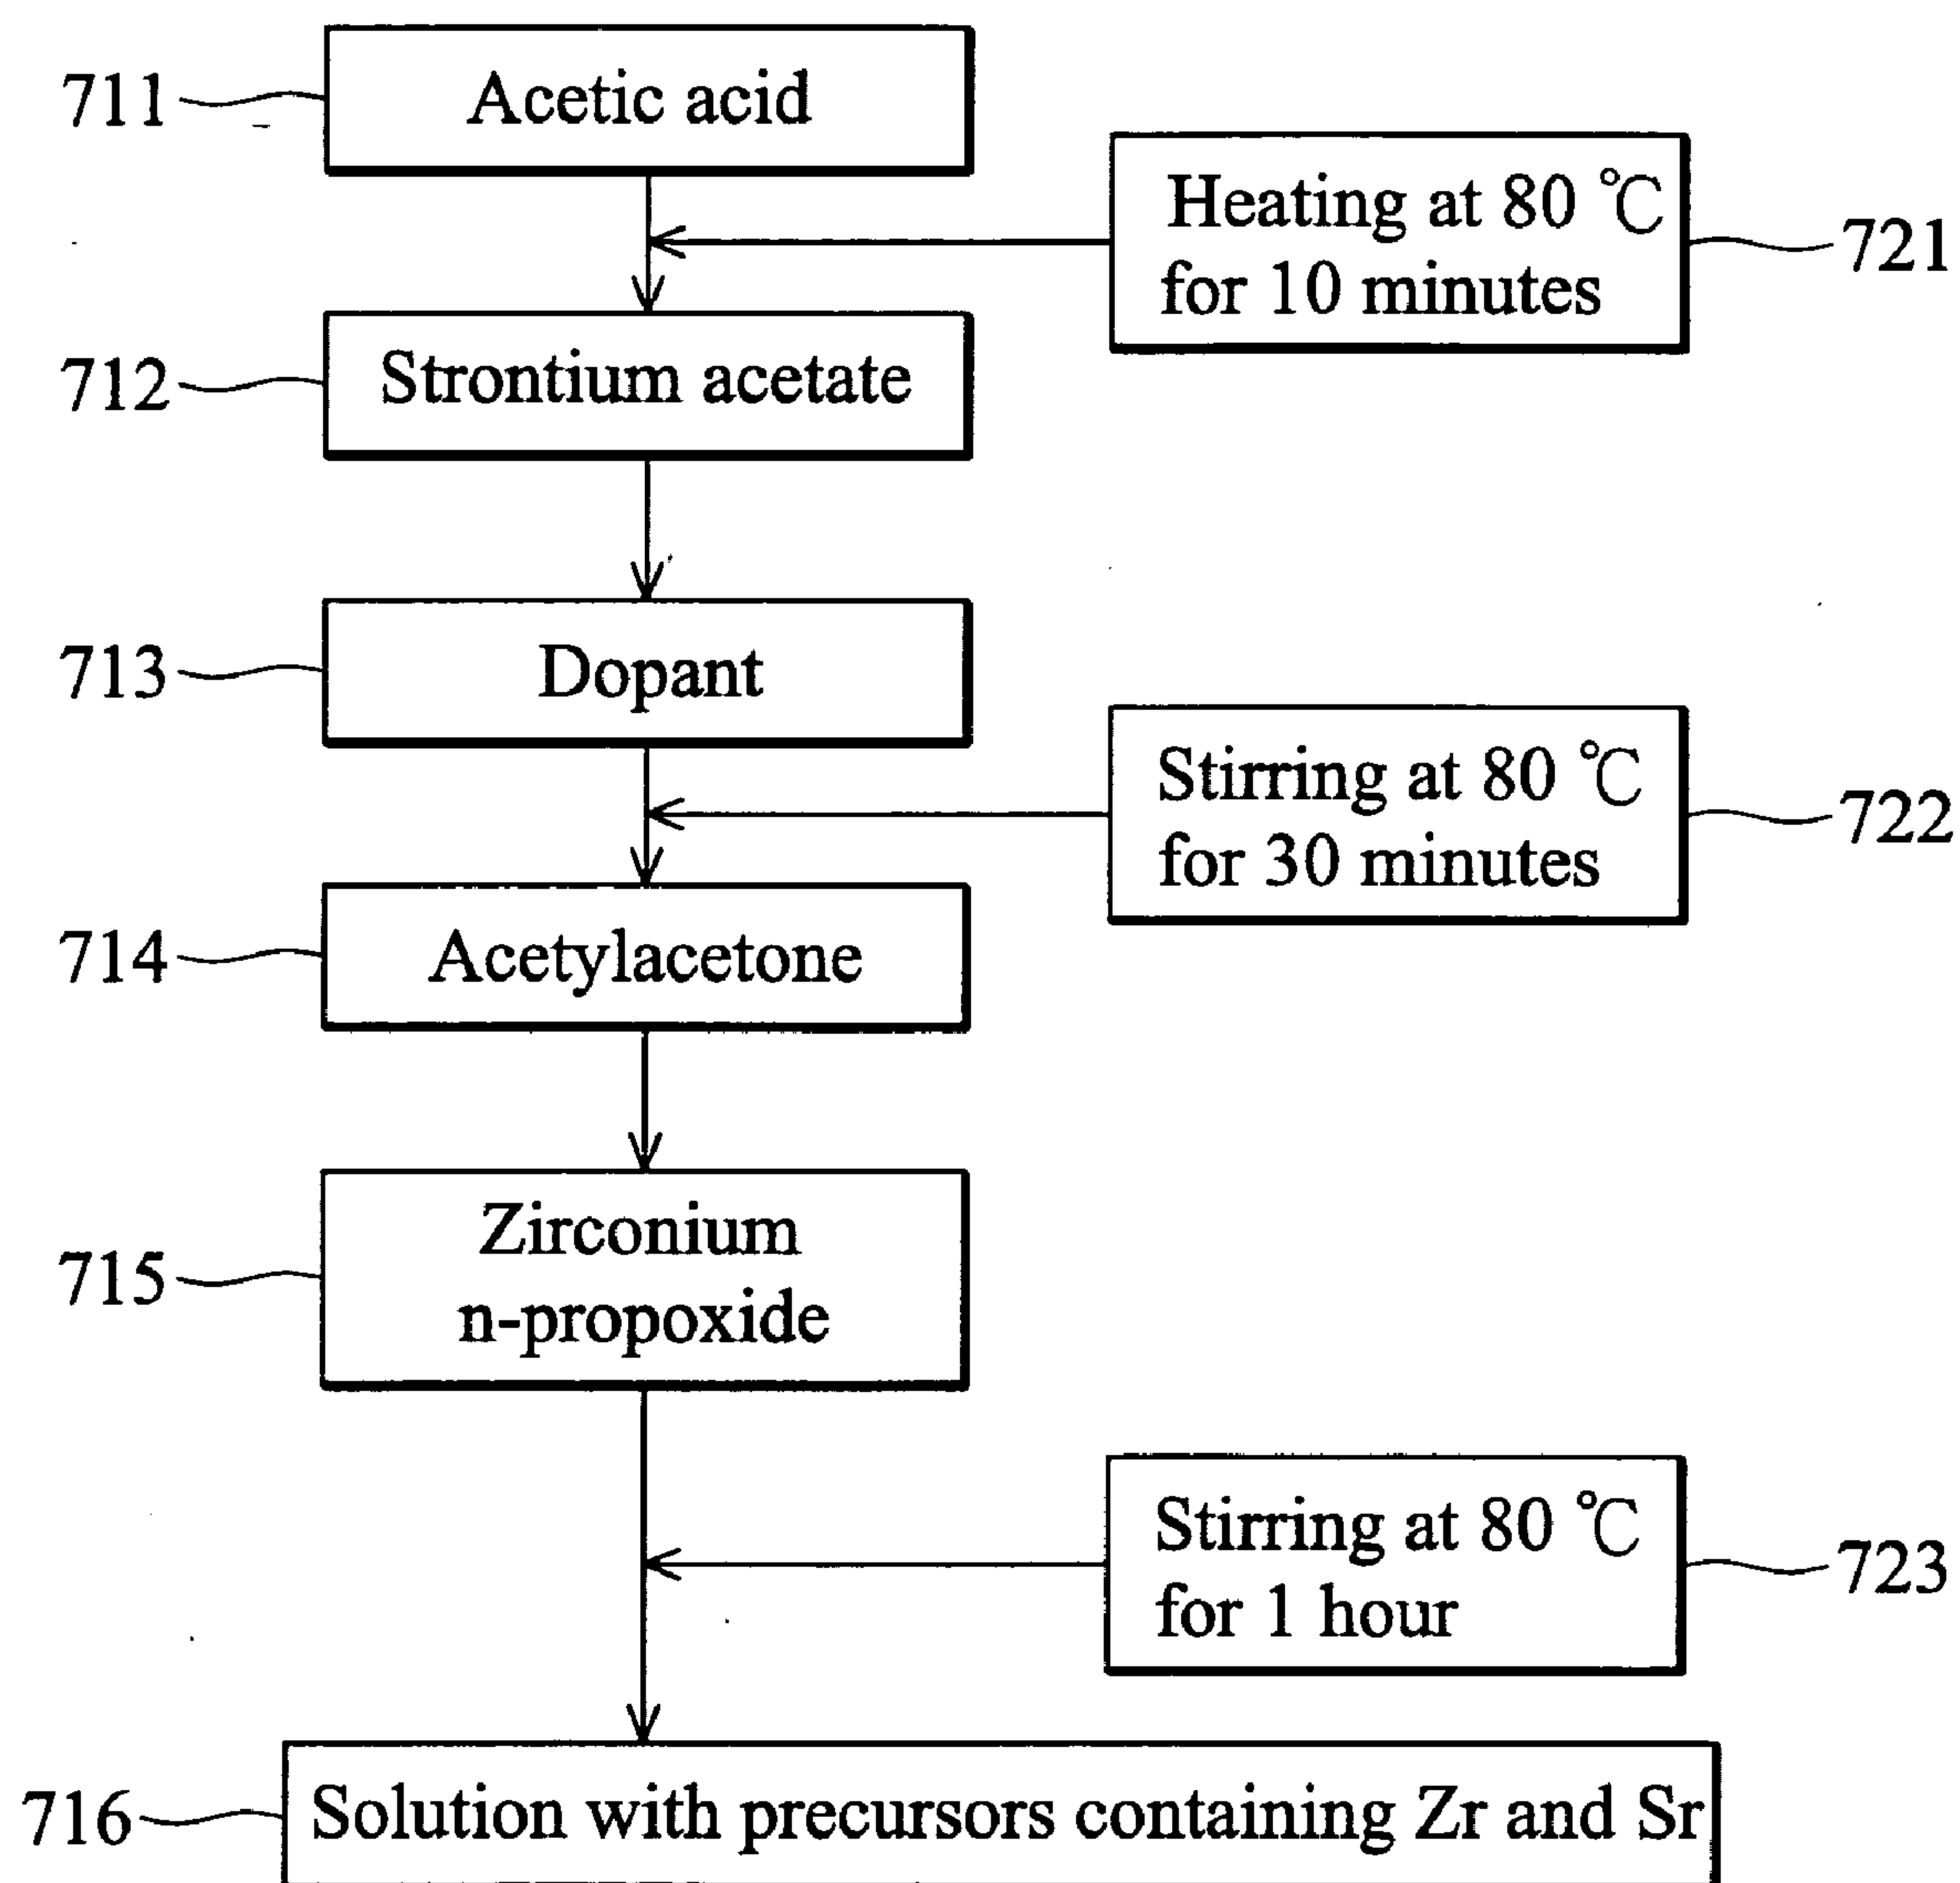 711
Acetic acid
Heating at 80 ℃
for 10 minutes
721
712
Strontium acetate
713
Dopant
Stirring at 80 ℃
for 30 minutes
722
714
Acetylacetone
715
Zirconium
n-propoxide
Stirring at 80 ℃
for 1 hour
723
716
Solution with precursors containing Zr and Sr